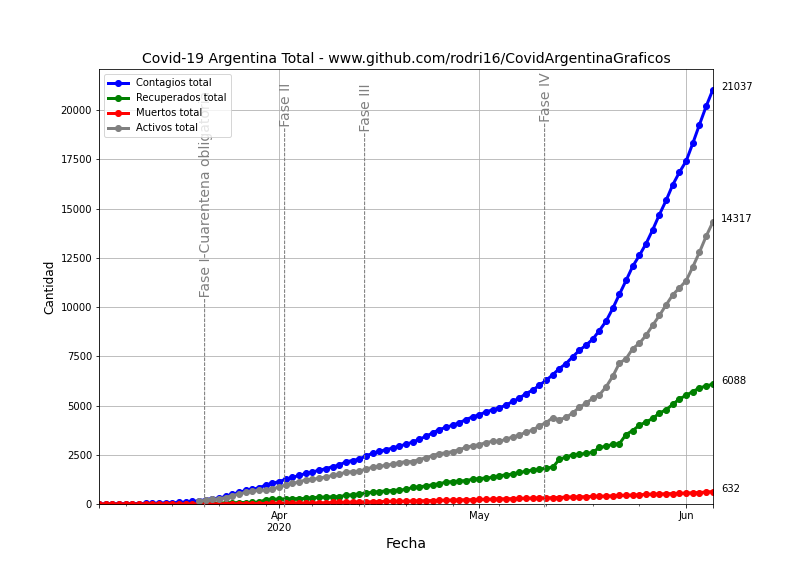 Covid-19 Argentina Total - www.github.com/rodri16/CovidArgentinaGraficos
Contagios total
Recuperados total
Muertos total
Activos total
Fase I-Cuarentena obligatoria
Fase II
Fase III
Fase IV
20000
17500
15000
12500
10000
7500
5000
2500
0
Cantidad
21037
14317
6088
632
Apr
2020
May
Jun
Fecha